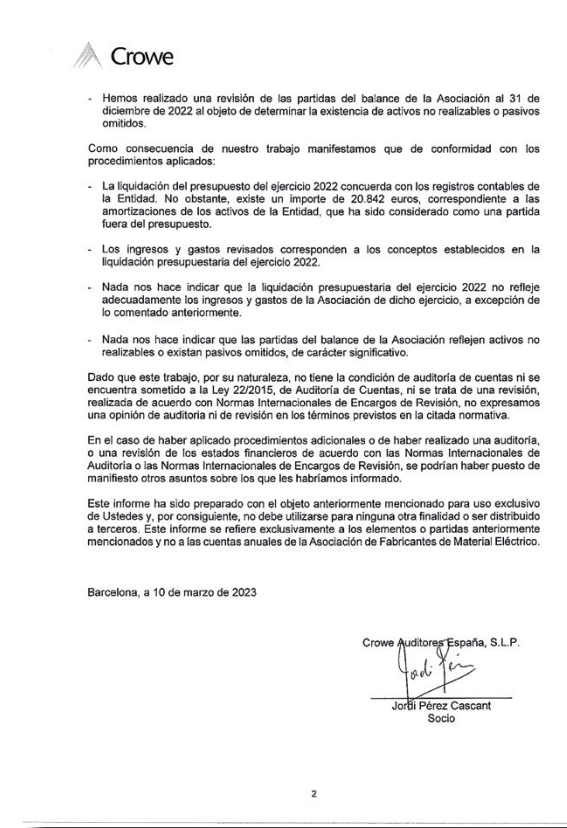 Crowe
- Hemos realizado una revisión de las partidas del balance de la Asociación al 31 de
diciembre de 2022 al objeto de determinar la existencia de activos no realizables o pasivos
omitidos.
Como consecuencia de nuestro trabajo manifestamos que de conformidad con los
procedimientos aplicados:
- La liquidación del presupuesto del ejercicio 2022 concuerda con los registros contables de
la Entidad. No obstante, existe un importe de 20.842 euros, correspondiente a las
amortizaciones de los activos de la Entidad, que ha sido considerado como una partida
fuera del presupuesto.
- Los ingresos y gastos revisados corresponden a los conceptos establecidos en la
liquidación presupuestaria del ejercicio 2022.
- Nada nos hace indicar que la liquidación presupuestaria del ejercicio 2022 no refleje
adecuadamente los ingresos y gastos de la Asociación de dicho ejercicio, a excepción de
lo comentado anteriormente.
- Nada nos hace indicar que las partidas del balance de la Asociación reflejen activos no
realizables o existan pasivos omitidos, de carácter significativo.
Dado que este trabajo, por su naturaleza, no tiene la condición de auditoría de cuentas ni se
encuentra sometido a la Ley 22/2015, de Auditoría de Cuentas, ni se trata de una revisión,
realizada de acuerdo con Normas Internacionales de Encargos de Revisión, no expresamos
una opinión de auditoria ni de revisión en los términos previstos en la citada normativa.
En el caso de haber aplicado procedimientos adicionales o de haber realizado una auditoría,
o una revisión de los estados financieros de acuerdo con las Normas Internacionales de
Auditoría o las Normas Internacionales de Encargos de Revisión, se podrían haber puesto de
manifiesto otros asuntos sobre los que les habríamos informado.
Este informe ha sido preparado con el objeto anteriormente mencionado para uso exclusivo
de Ustedes y, por consiguiente, no debe utilizarse para ninguna otra finalidad o ser distribuido
a terceros. Este informe se refiere exclusivamente a los elementos o partidas anteriormente
mencionados y no a las cuentas anuales de la Asociación de Fabricantes de Material Eléctrico.
Barcelona, a 10 de marzo de 2023
Crowe Auditores España, S.L.P.
Jordi Pérez Cascant
Socio
2